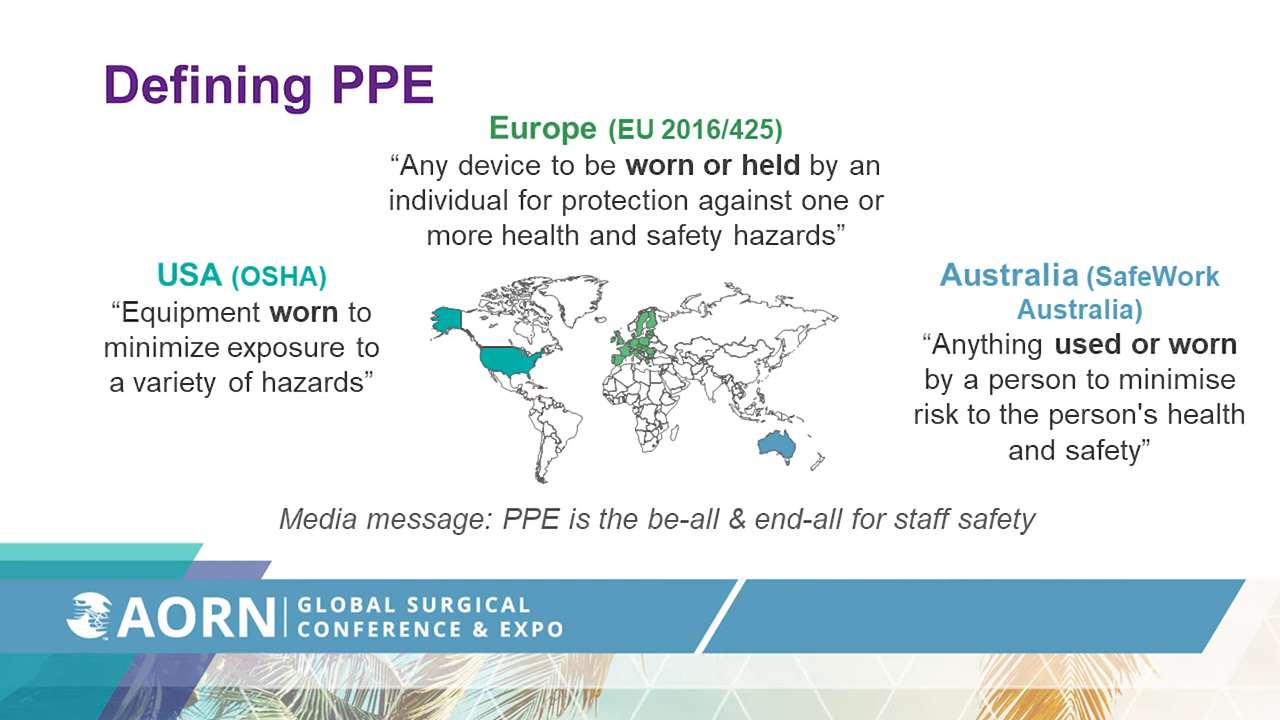 Defining PPE
Europe (EU 2016/425)
“Any device to be worn or held by an
individual for protection against one or
more health and safety hazards”
USA (OSHA)
“Equipment worn to
minimize exposure to
a variety of hazards”
Australia (SafeWork
Australia)
“Anything used or worn
by a person to minimise
risk to the person's health
and safety”
Media message: PPE is the be-all & end-all for staff safety
AORN
GLOBAL SURGICAL
CONFERENCE & EXPO